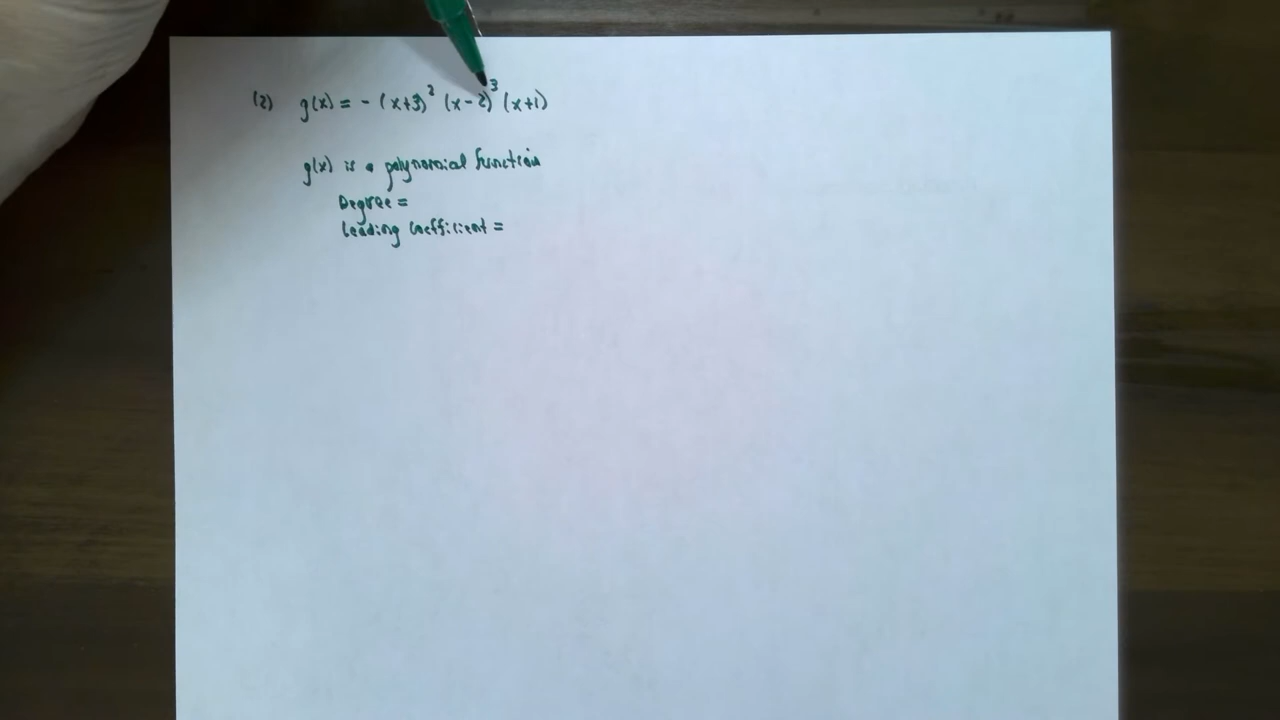 (2) g(x) = - (x+3)² (x-2)³ (x+1)
g(x) is a polynomial function
Degree =
leading coefficient =